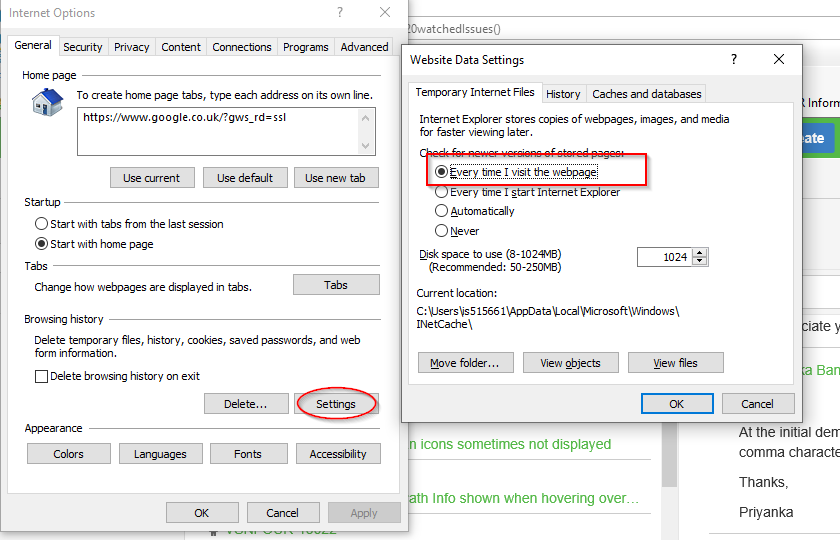 Internet Options
?
General
Security
Privacy
Content
Connections
Programs
Advanced
Home page
To create home page tabs, type each address on its own line.
https://www.google.co.uk/?gws_rd=ssl
Use current
Use default
Use new tab
Startup
Start with tabs from the last session
Start with home page
Tabs
Change how webpages are displayed in tabs.
Tabs
Browsing history
Delete temporary files, history, cookies, saved passwords, and web
form information.
Delete browsing history on exit
Delete...
Settings
Appearance
Colors
Languages
Fonts
Accessibility
OK
Cancel
Apply
20watchedIssues()
Website Data Settings
?
Temporary Internet Files
History
Caches and databases
Internet Explorer stores copies of webpages, images, and media
for faster viewing later.
Check for newer versions of stored pages:
Every time I visit the webpage
Every time I start Internet Explorer
Automatically
Never
Disk space to use (8-1024MB)
(Recommended: 50-250MB)
1024
Current location:
C:\Users\is515661\AppData\Local\Microsoft\Windows\
INetCache\
Move folder...
View objects
View files
OK
Cancel
R Inform
eate
ciate y
ka Ban
n icons sometimes not displayed
ath Info shown when hovering over…
At the initial dem
comma characte
Thanks,
Priyanka